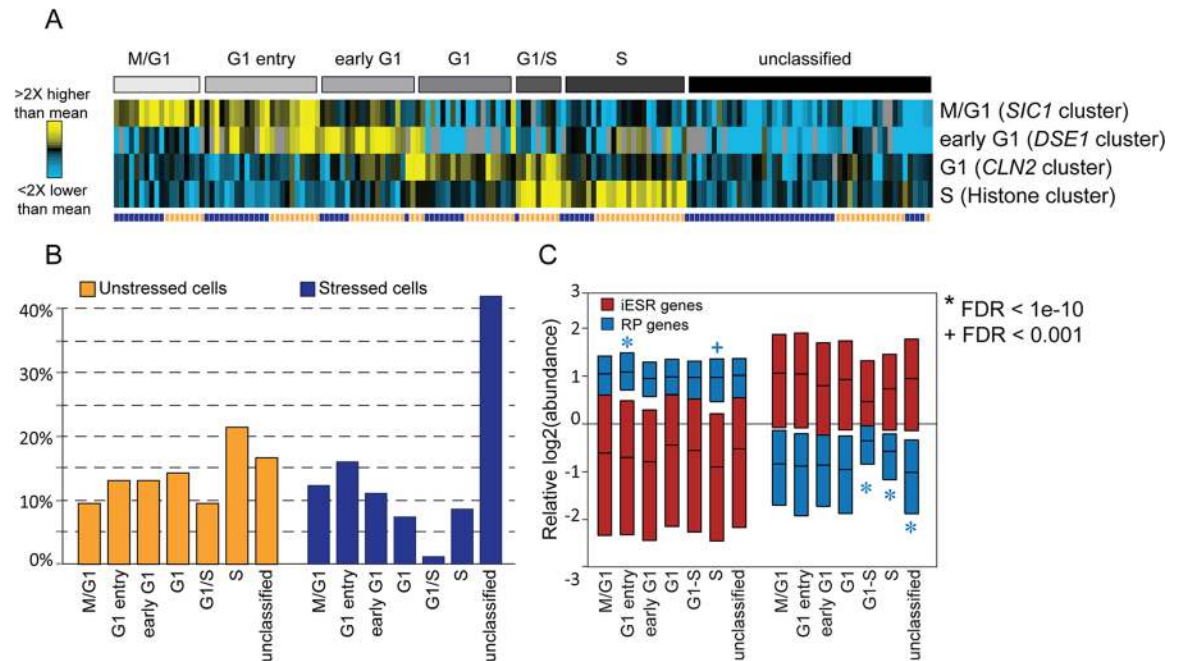 A
M/G1 G1 entry early G1 G1 G1/S S unclassified
>2X higher
than mean
<2X lower
than mean
M/G1 (SIC1 cluster)
early G1 (DSE1 cluster)
G1 (CLN2 cluster)
S (Histone cluster)
B
Unstressed cells Stressed cells
40%
30%
20%
10%
0%
M/G1 G1 entry early G1 G1 G1/S S unclassified M/G1 G1 entry early G1 G1 G1/S S unclassified
C
Relative log2(abundance)
3
2
1
0
-1
-2
-3
iESR genes
RP genes
*
+
*
*
*
* FDR < 1e-10
+ FDR < 0.001
M/G1 G1 entry early G1 G1 G1-S S unclassified M/G1 G1 entry early G1 G1 G1-S S unclassified